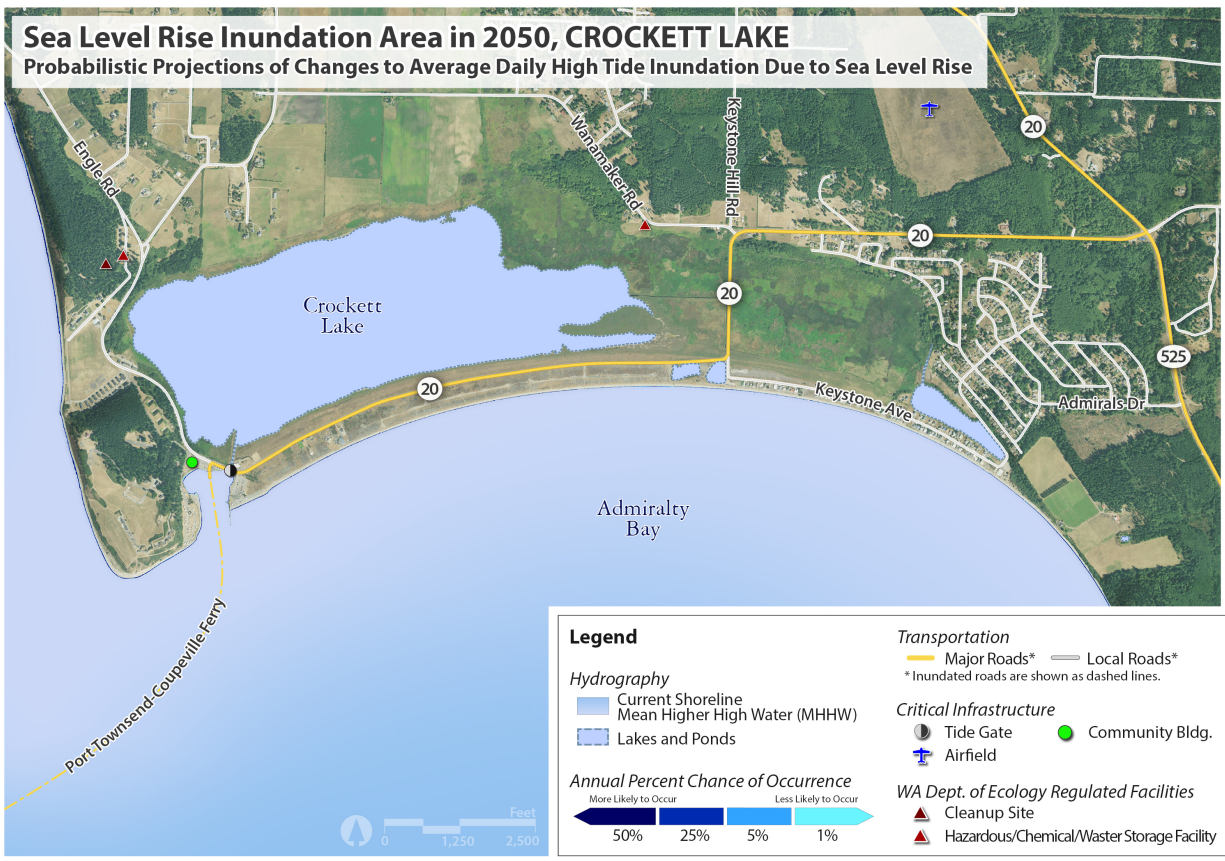 Sea Level Rise Inundation Area in 2050, CROCKETT LAKE
Probabilistic Projections of Changes to Average Daily High Tide Inundation Due to Sea Level Rise
Engle Rd
Wanamaker Rd
Keystone Hill Rd
20
20
20
20
525
Crockett
Lake
Keystone Ave
Admirals Dr
Admiralty
Bay
Port Townsend-Coupeville Ferry
Feet
0 1,250 2,500
Legend
Hydrography
Current Shoreline
Mean Higher High Water (MHHW)
Lakes and Ponds
Annual Percent Chance of Occurrence
More Likely to Occur Less Likely to Occur
50% 25% 5% 1%
Transportation
Major Roads* Local Roads*
* Inundated roads are shown as dashed lines.
Critical Infrastructure
Tide Gate Community Bldg.
Airfield
WA Dept. of Ecology Regulated Facilities
Cleanup Site
Hazardous/Chemical/Waster Storage Facility